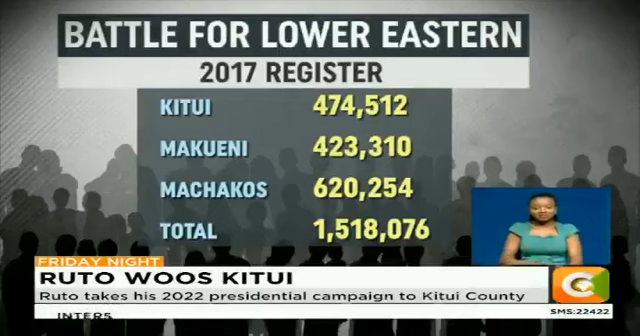 BATTLE FOR LOWER EASTERN
2017 REGISTER
KITUI 474,512
MAKUENI 423,310
MACHAKOS 620,254
TOTAL 1,518,076
FRIDAY NIGHT
RUTO WOOS KITUI
Ruto takes his 2022 presidential campaign to Kitui County
SMS:22422